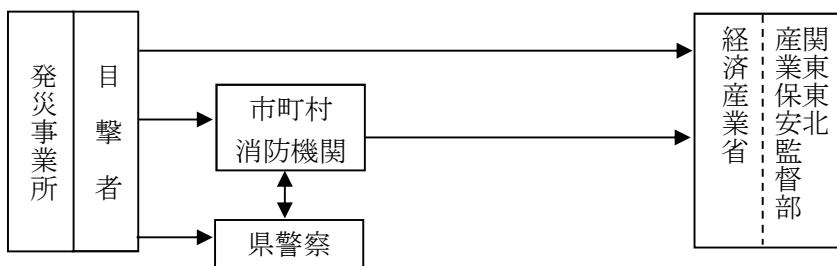 発災事業所
目撃者
市町村
消防機関
県警察
経済産業省
関東東北
産業保安監督部